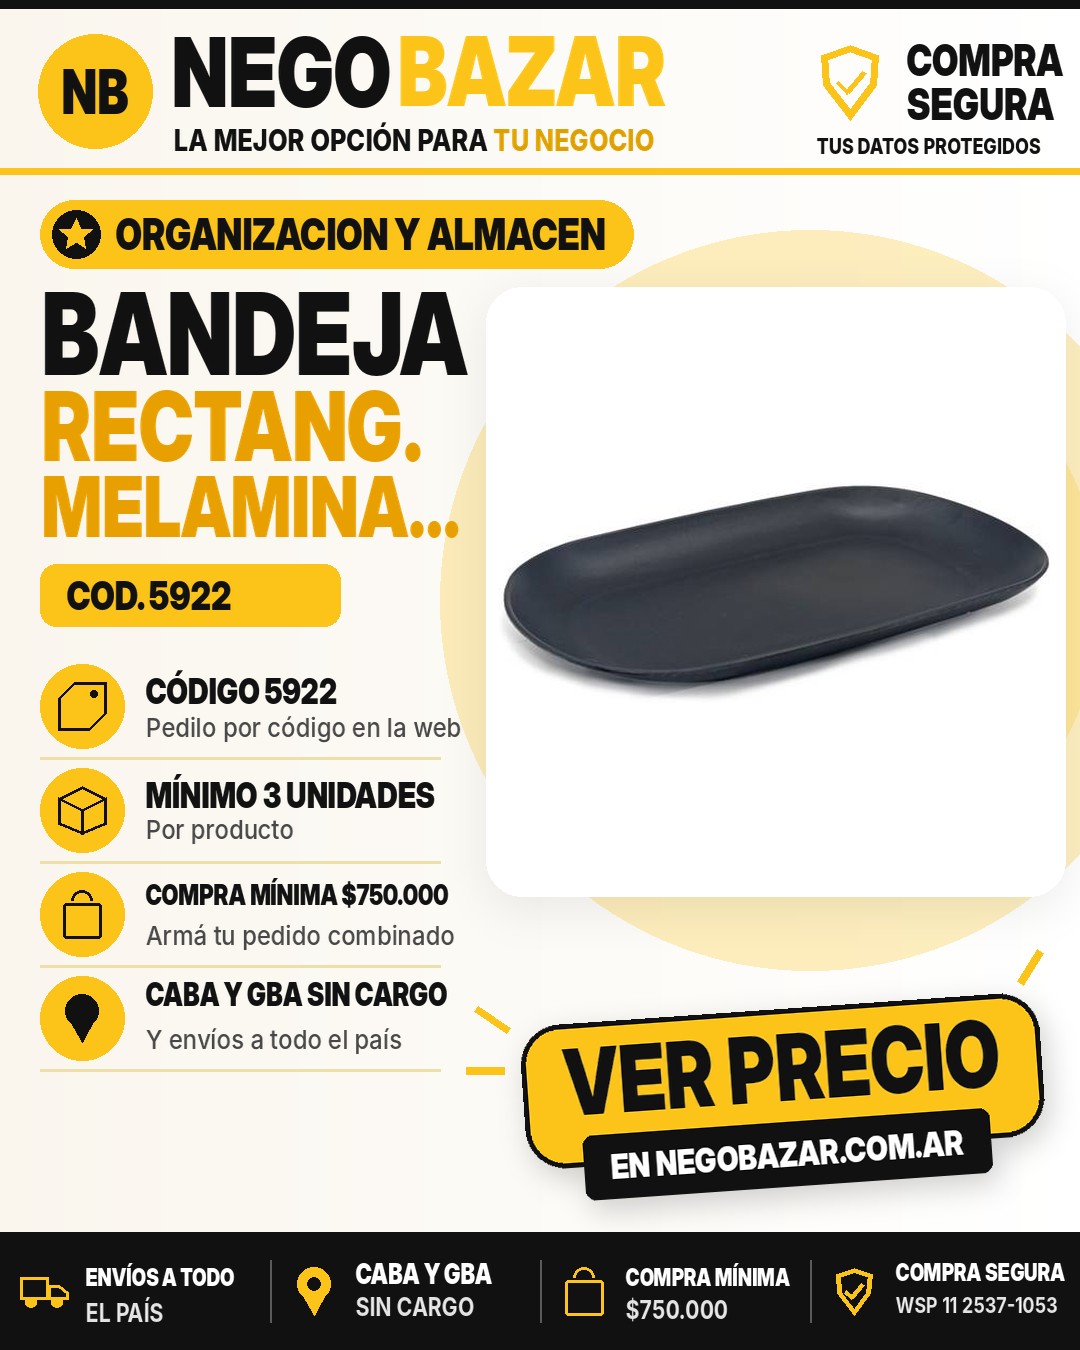 NB
NEGOBAZAR
LA MEJOR OPCIÓN PARA TU NEGOCIO
COMPRA
SEGURA
TUS DATOS PROTEGIDOS
ORGANIZACION Y ALMACEN
BANDEJA
RECTANG.
MELAMINA...
COD. 5922
CÓDIGO 5922
Pedilo por código en la web
MÍNIMO 3 UNIDADES
Por producto
COMPRA MÍNIMA $750.000
Armá tu pedido combinado
CABA Y GBA SIN CARGO
Y envíos a todo el país
VER PRECIO
EN NEGOBAZAR.COM.AR
ENVÍOS A TODO
EL PAÍS
CABA Y GBA
SIN CARGO
COMPRA MÍNIMA
$750.000
COMPRA SEGURA
WSP 11 2537-1053